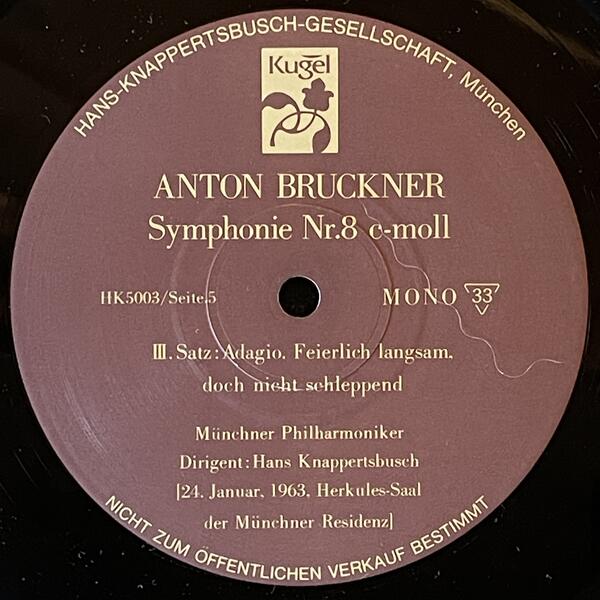 HANS-KNAPPERTSBUSCH-GESELLSCHAFT, München
Kugel
ANTON BRUCKNER
Symphonie Nr.8 c-moll
HK5003/Seite.5
MONO 33
III. Satz:Adagio. Feierlich langsam,
doch nicht schleppend
Münchner Philharmoniker
Dirigent:Hans Knappertsbusch
[24. Januar, 1963, Herkules-Saal
der Münchner Residenz]
NICHT ZUM ÖFFENTLICHEN VERKAUF BESTIMMT